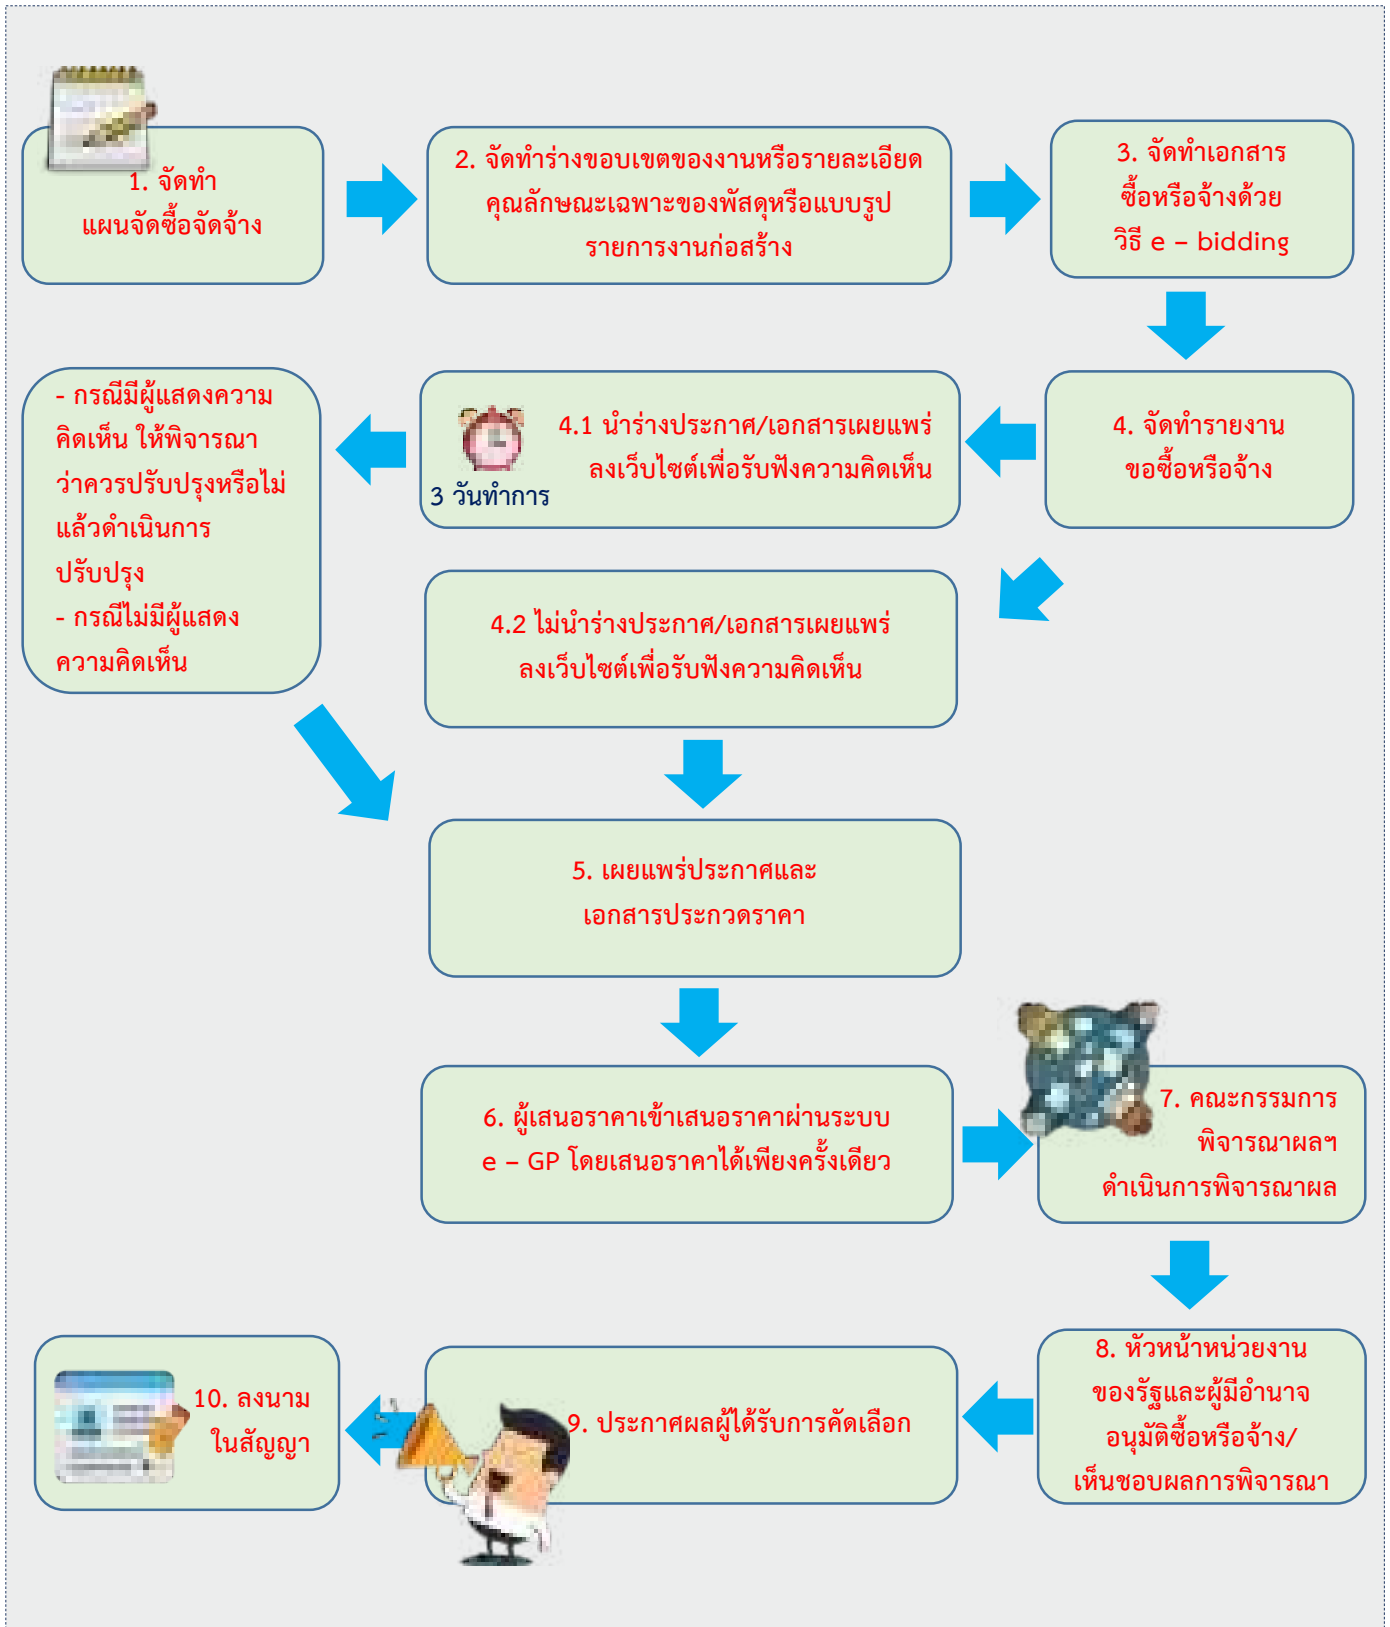 1. จัดทำ
แผนจัดซื้อจัดจ้าง
2. จัดทำร่างขอบเขตของงานหรือรายละเอียด
คุณลักษณะเฉพาะของพัสดุหรือแบบรูป
รายการงานก่อสร้าง
3. จัดทำเอกสาร
ซื้อหรือจ้างด้วย
วิธี e – bidding
4. จัดทำรายงาน
ขอซื้อหรือจ้าง
4.1 นำร่างประกาศ/เอกสารเผยแพร่
ลงเว็บไซต์เพื่อรับฟังความคิดเห็น
3 วันทำการ
- กรณีมีผู้แสดงความ
คิดเห็น ให้พิจารณา
ว่าควรปรับปรุงหรือไม่
แล้วดำเนินการ
ปรับปรุง
- กรณีไม่มีผู้แสดง
ความคิดเห็น
4.2 ไม่นำร่างประกาศ/เอกสารเผยแพร่
ลงเว็บไซต์เพื่อรับฟังความคิดเห็น
5. เผยแพร่ประกาศและ
เอกสารประกวดราคา
6. ผู้เสนอราคาเข้าเสนอราคาผ่านระบบ
e – GP โดยเสนอราคาได้เพียงครั้งเดียว
7. คณะกรรมการ
พิจารณาผลฯ
ดำเนินการพิจารณาผล
8. หัวหน้าหน่วยงาน
ของรัฐและผู้มีอำนาจ
อนุมัติซื้อหรือจ้าง/
เห็นชอบผลการพิจารณา
9. ประกาศผลผู้ได้รับการคัดเลือก
10. ลงนาม
ในสัญญา